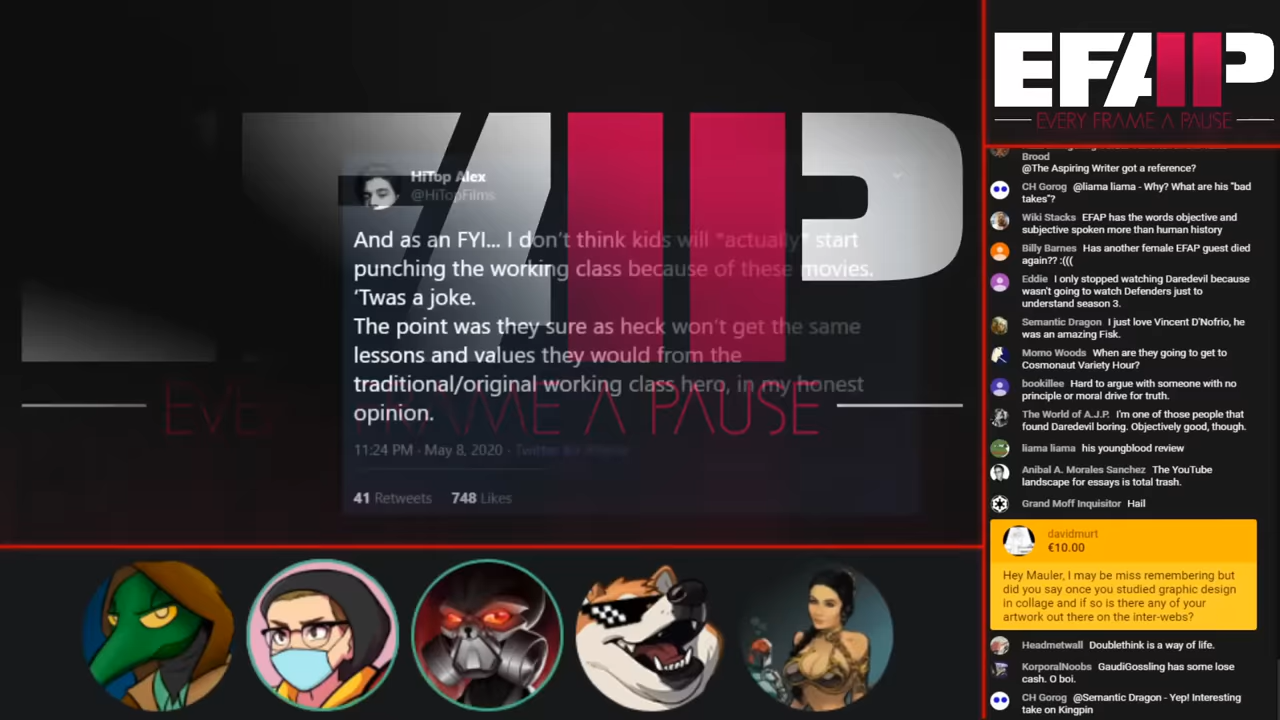 HiTop Alex
@HiTopFilms
And as an FYI... I don't think kids will *actually* start
punching the working class because of these movies.
'Twas a joke.
The point was they sure as heck won't get the same
lessons and values they would from the
traditional/original working class hero, in my honest
opinion.
11:24 PM · May 8, 2020 ·
41 Retweets 748 Likes
EVERY FRAME A PAUSE
EFAP
EVERY FRAME A PAUSE
Brood
@The Aspiring Writer got a reference?
CH Gorog @liama liama - Why? What are his "bad
takes"?
Wiki Stacks EFAP has the words objective and
subjective spoken more than human history
Billy Barnes Has another female EFAP guest died
again?? :(((
Eddie I only stopped watching Daredevil because
wasn't going to watch Defenders just to
understand season 3.
Semantic Dragon I just love Vincent D'Nofrio, he
was an amazing Fisk.
Momo Woods When are they going to get to
Cosmonaut Variety Hour?
bookillee Hard to argue with someone with no
principle or moral drive for truth.
The World of A.J.P. I'm one of those people that
found Daredevil boring. Objectively good, though.
liama liama his youngblood review
Anibal A. Morales Sanchez The YouTube
landscape for essays is total trash.
Grand Moff Inquisitor Hail
davidmurt
€10.00
Hey Mauler, I may be miss remembering but
did you say once you studied graphic design
in collage and if so is there any of your
artwork out there on the inter-webs?
Headmetwall Doublethink is a way of life.
KorporalNoobs GaudiGossling has some lose
cash. O boi.
CH Gorog @Semantic Dragon - Yep! Interesting
take on Kingpin